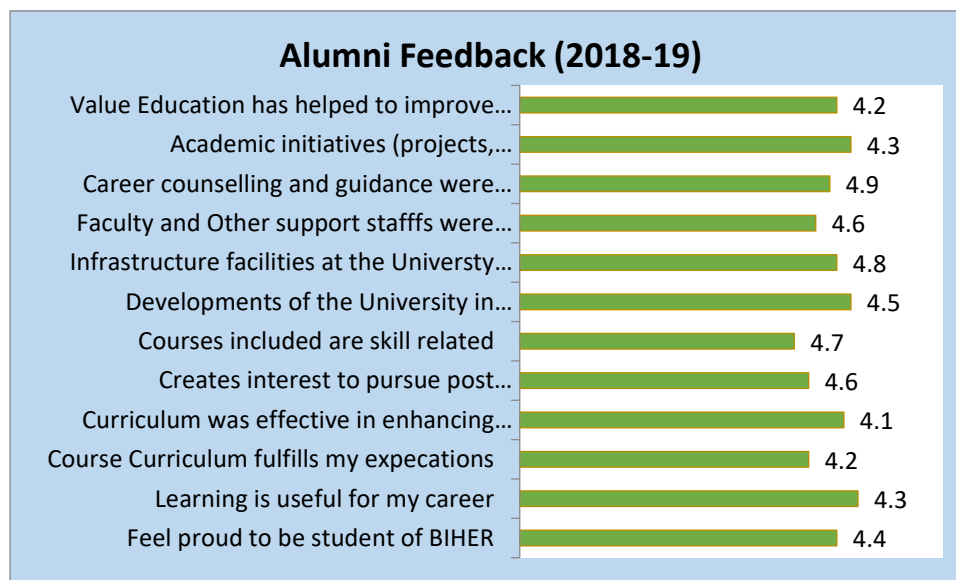 Alumni Feedback (2018-19)
Value Education has helped to improve... 4.2
Academic initiatives (projects,... 4.3
Career counselling and guidance were... 4.9
Faculty and Other support stafffs were... 4.6
Infrastructure facilities at the Universty... 4.8
Developments of the University in... 4.5
Courses included are skill related 4.7
Creates interest to pursue post... 4.6
Curriculum was effective in enhancing... 4.1
Course Curriculum fulfills my expecations 4.2
Learning is useful for my career 4.3
Feel proud to be student of BIHER 4.4